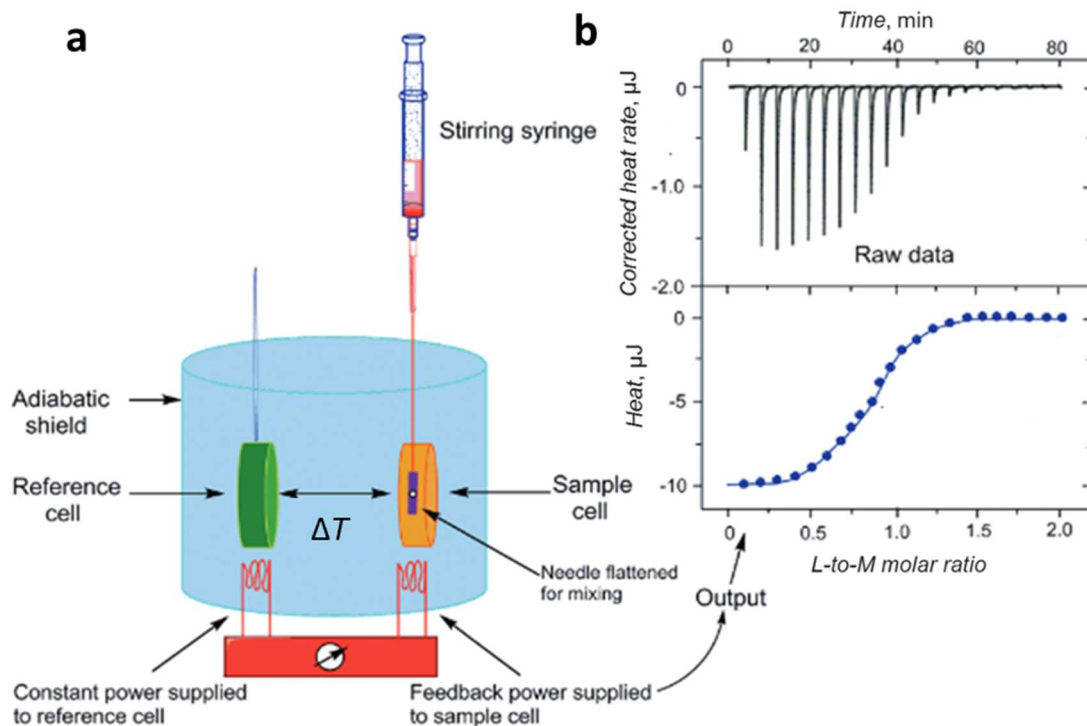 a
Stirring syringe
Adiabatic
shield
Reference
cell
ΔT
Sample
cell
Needle flattened
for mixing
Constant power supplied
to reference cell
Feedback power supplied
to sample cell
Output
b
Time, min
0 20 40 60 80
Corrected heat rate, µJ
0
-1.0
-2.0
Raw data
Heat, µJ
0
-5
-10
0 0.5 1.0 1.5 2.0
L-to-M molar ratio